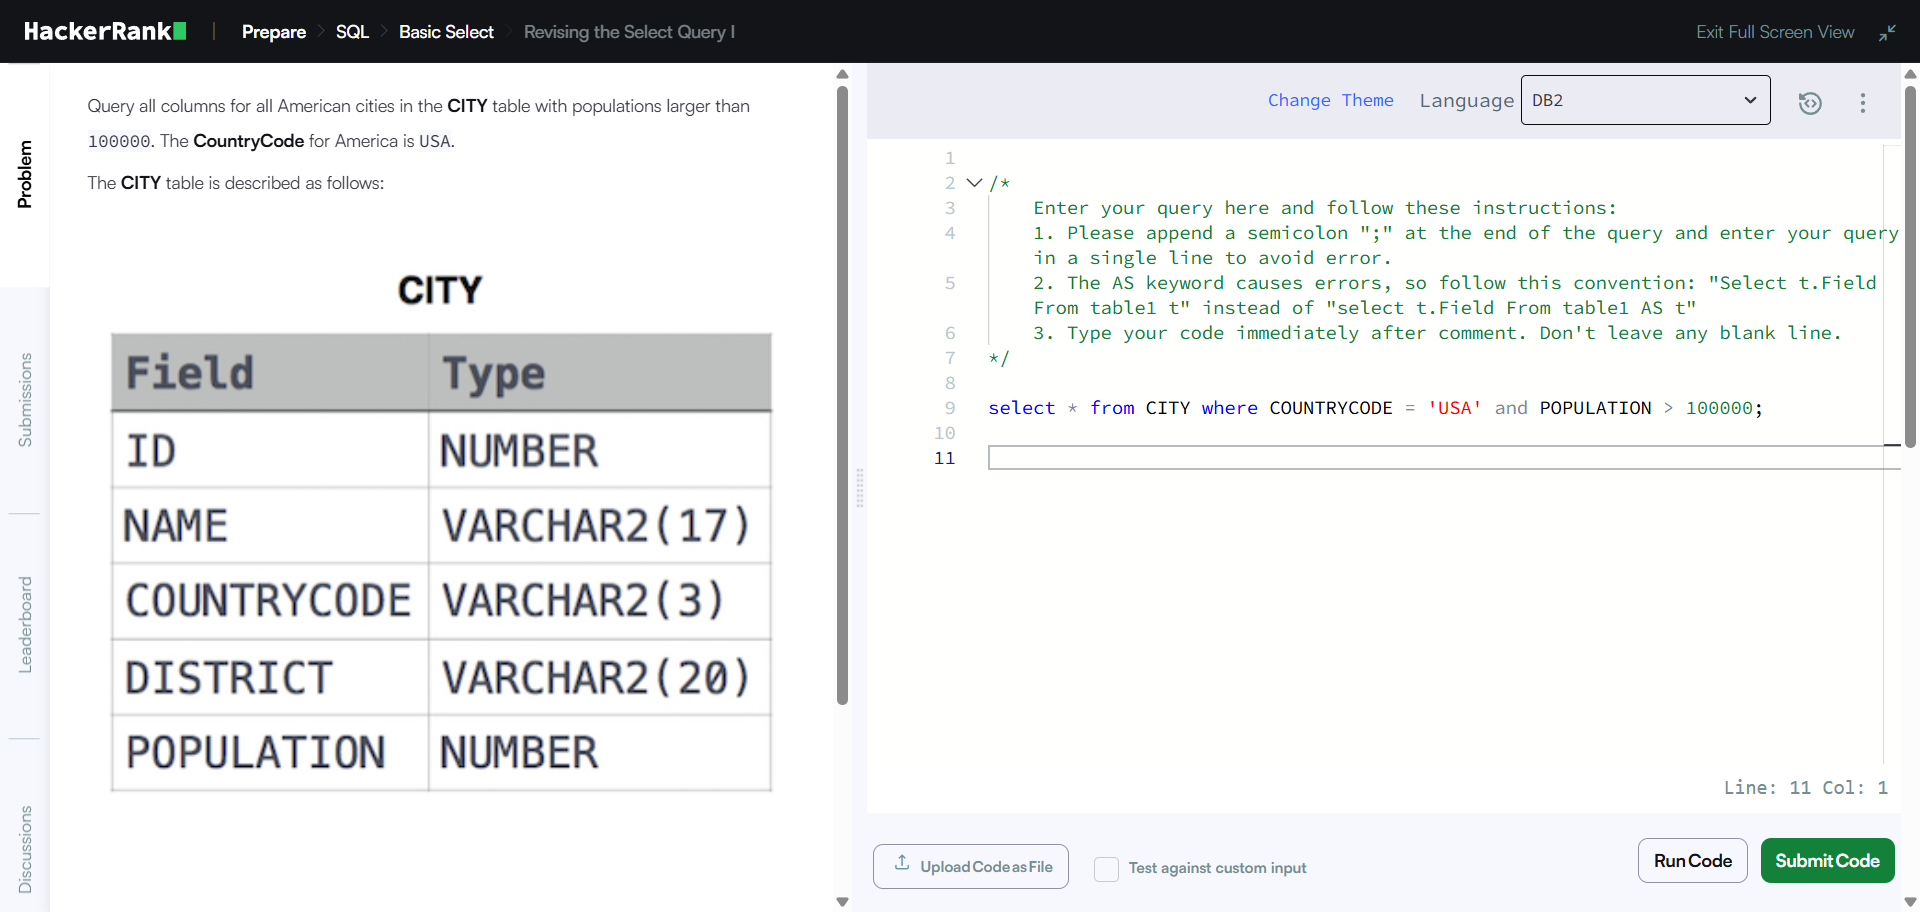 HackerRank | Prepare SQL Basic Select Revising the Select Query I Exit Full Screen View
Problem
Submissions
Leaderboard
Discussions
Query all columns for all American cities in the CITY table with populations larger than
100000. The CountryCode for America is USA.
The CITY table is described as follows:
CITY
Field Type
ID NUMBER
NAME VARCHAR2(17)
COUNTRYCODE VARCHAR2(3)
DISTRICT VARCHAR2(20)
POPULATION NUMBER
Change Theme Language DB2
1
2 /*
3 Enter your query here and follow these instructions:
4 1. Please append a semicolon ";" at the end of the query and enter your query
in a single line to avoid error.
5 2. The AS keyword causes errors, so follow this convention: "Select t.Field
From table1 t" instead of "select t.Field From table1 AS t"
6 3. Type your code immediately after comment. Don't leave any blank line.
7 */
8
9 select * from CITY where COUNTRYCODE = 'USA' and POPULATION > 100000;
10
11
Line: 11 Col: 1
Upload Code as File Test against custom input Run Code Submit Code